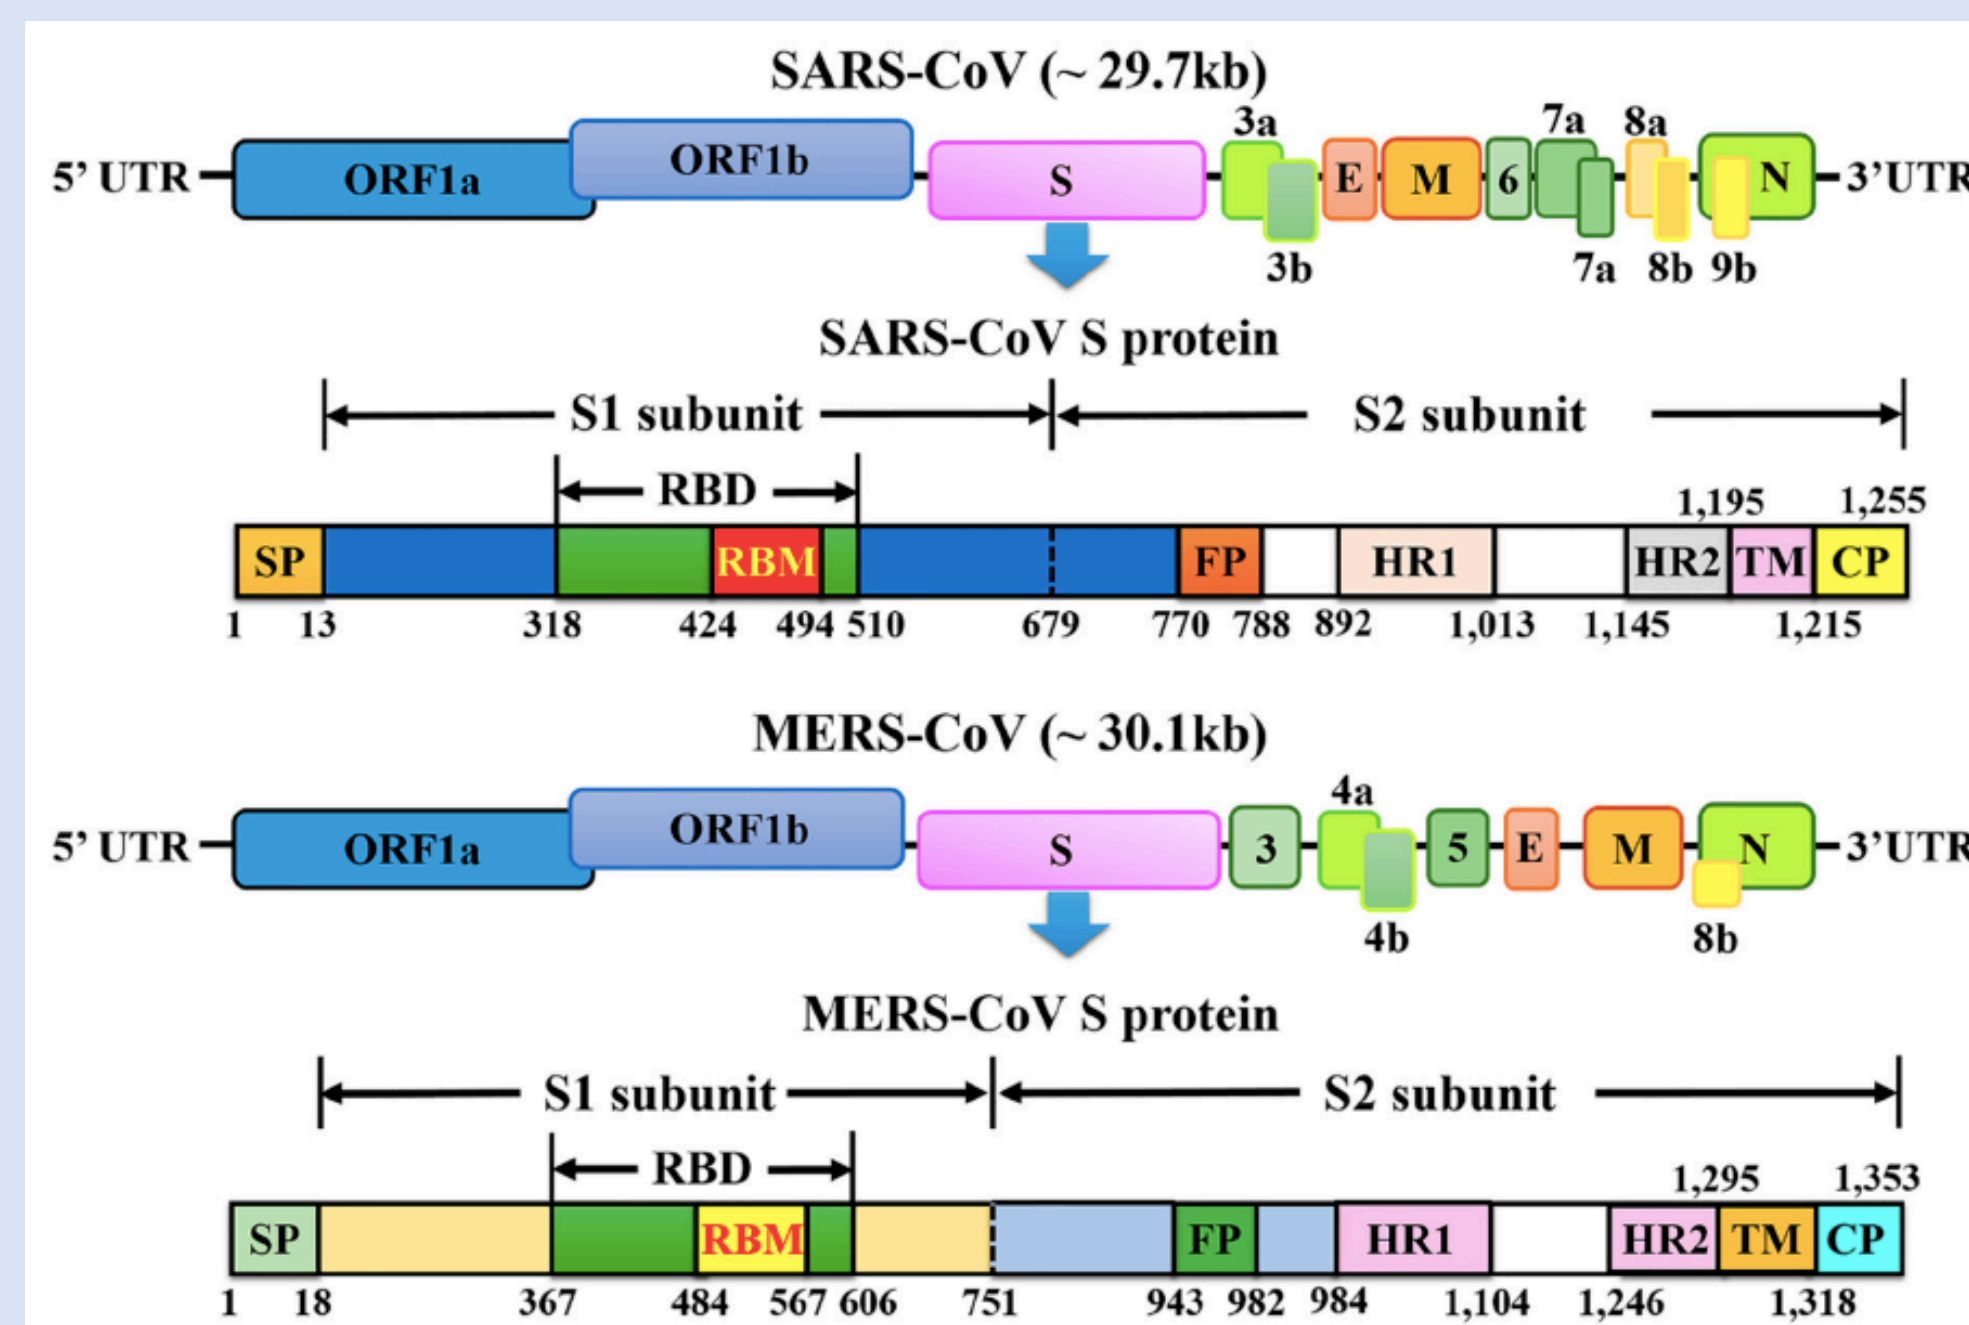 SARS-CoV (~ 29.7kb)
3a 7a 8a
5’ UTR ORF1a ORF1b S E M 6 N 3’UTR
3b 7a 8b 9b
SARS-CoV S protein
S1 subunit S2 subunit
RBD
1,195 1,255
SP RBM FP HR1 HR2 TM CP
1 13 318 424 494 510 679 770 788 892 1,013 1,145 1,215
MERS-CoV (~ 30.1kb)
4a
5’ UTR ORF1a ORF1b S 3 5 E M N 3’UTR
4b 8b
MERS-CoV S protein
S1 subunit S2 subunit
RBD
1,295 1,353
SP RBM FP HR1 HR2 TM CP
1 18 367 484 567 606 751 943 982 984 1,104 1,246 1,318